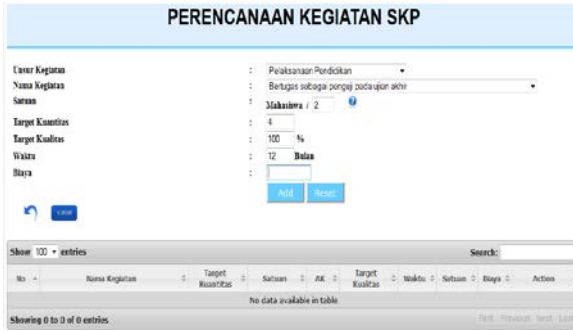 PERENCANAAN KEGIATAN SKP
Unsur Kegiatan : Pelaksanaan Pendidikan
Nama Kegiatan : Bertugas sebagai penguji pada ujian akhir
Satuan : Mahasiswa / 2
Target Kuantitas : 4
Target Kualitas : 100 %
Waktu : 12 Bulan
Biaya :
Add Reset
Show 100 entries Search:
No Nama Kegiatan Target Kuantitas Satuan AK Target Kualitas Waktu Satuan Biaya Action
No data available in table
Showing 0 to 0 of 0 entries First Previous Next Last